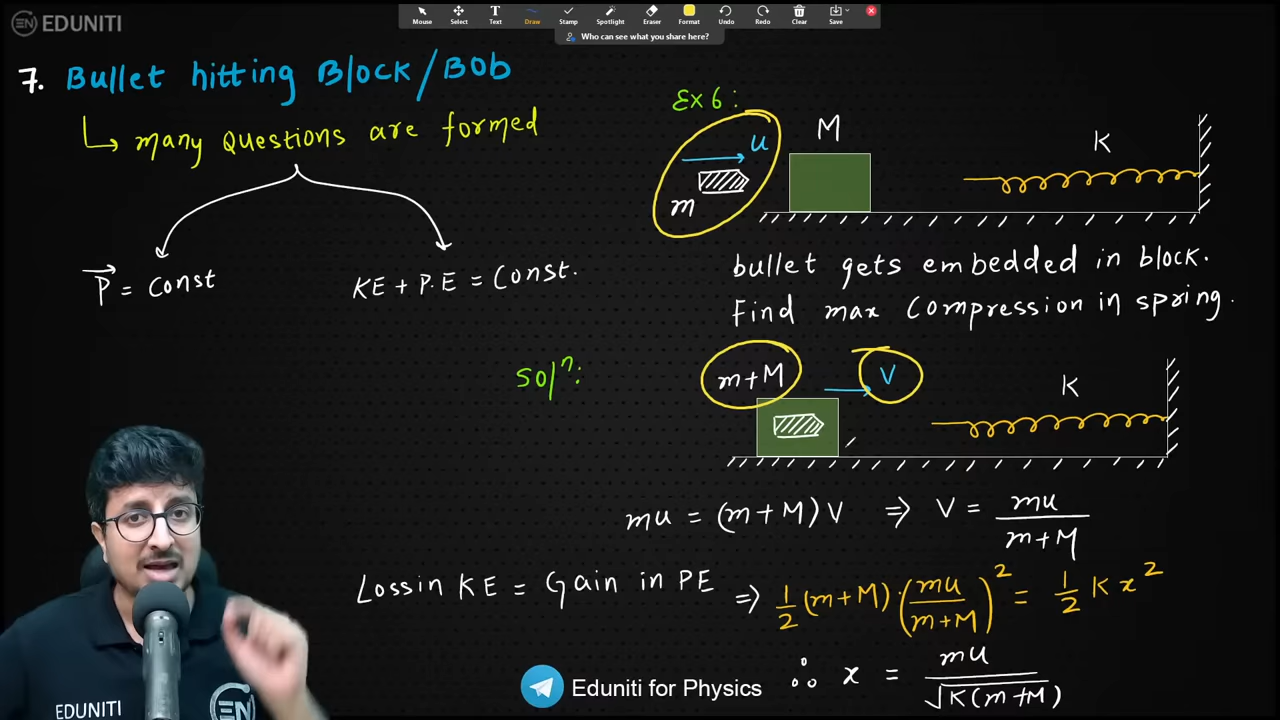 EDUNITI
Mouse Select Text Draw Stamp Spotlight Eraser Format Undo Redo Clear Save
Who can see what you share here?
7. Bullet hitting Block/BOB
many Questions are formed
P = Const
KE + P.E = Const.
Ex 6:
u
m
M
K
bullet gets embedded in block.
Find max Compression in spring.
Solⁿ:
m+M
V
K
mu = (m+M)V ⇒ V = mu/(m+M)
Loss in KE = Gain in PE ⇒ 1/2 (m+M)·(mu/(m+M))² = 1/2 K x²
∴ x = mu/√K(m+M)
Eduniti for Physics
EDUNITI
EN